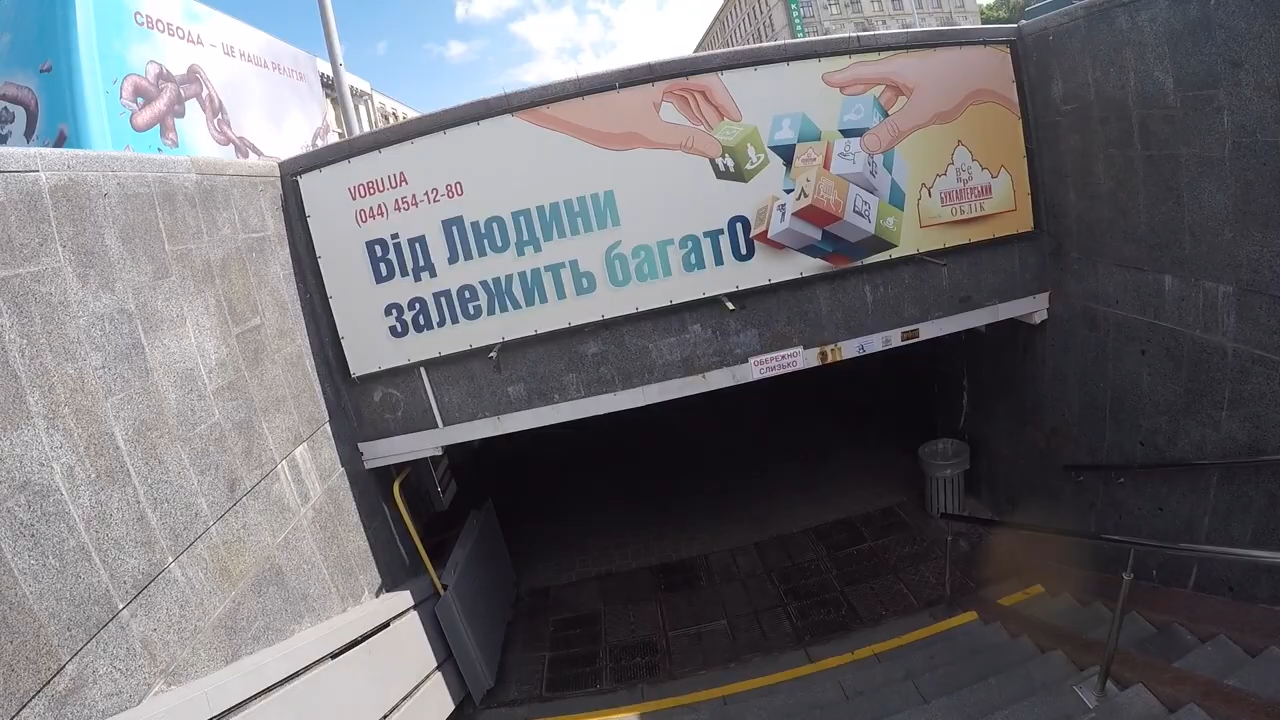 СВОБОДА – ЦЕ НАША РЕЛІГІЯ!
Кредит
VOBU.UA
(044) 454-12-80
Від Людини
залежить багатО
Все
про
БУХГАЛТЕРСЬКИЙ
ОБЛІК
ОБЕРЕЖНО!
СЛИЗЬКО